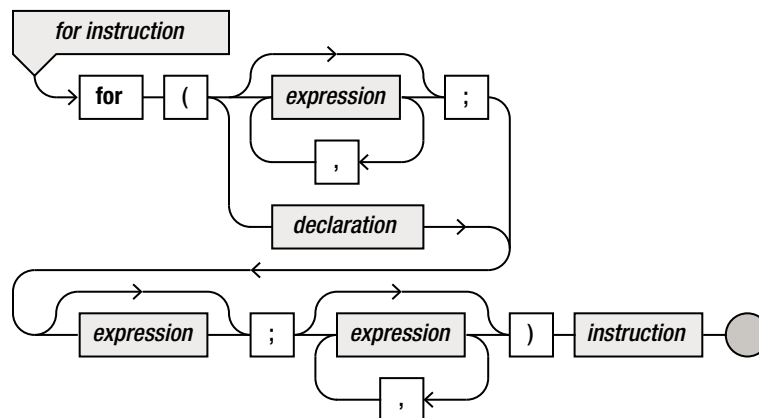 for instruction
for ( expression ;
,
declaration
expression ; expression ) instruction
,